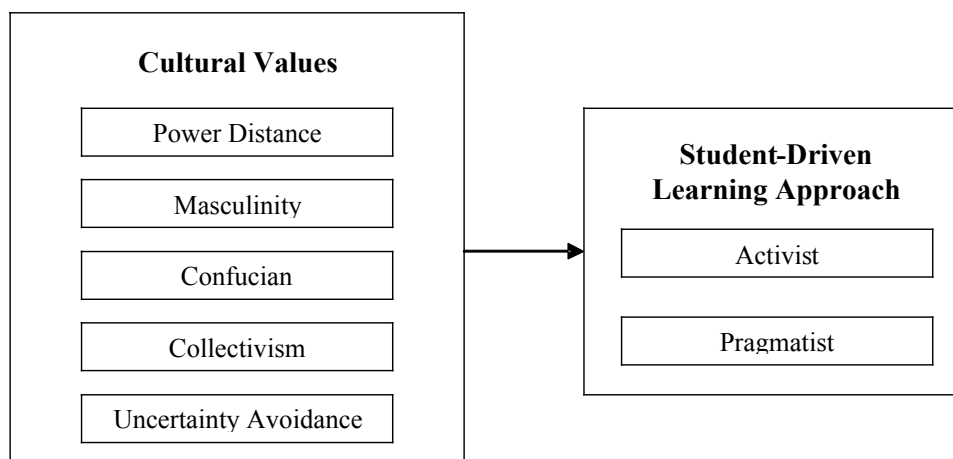 Cultural Values
Power Distance
Masculinity
Confucian
Collectivism
Uncertainty Avoidance
Student-Driven
Learning Approach
Activist
Pragmatist